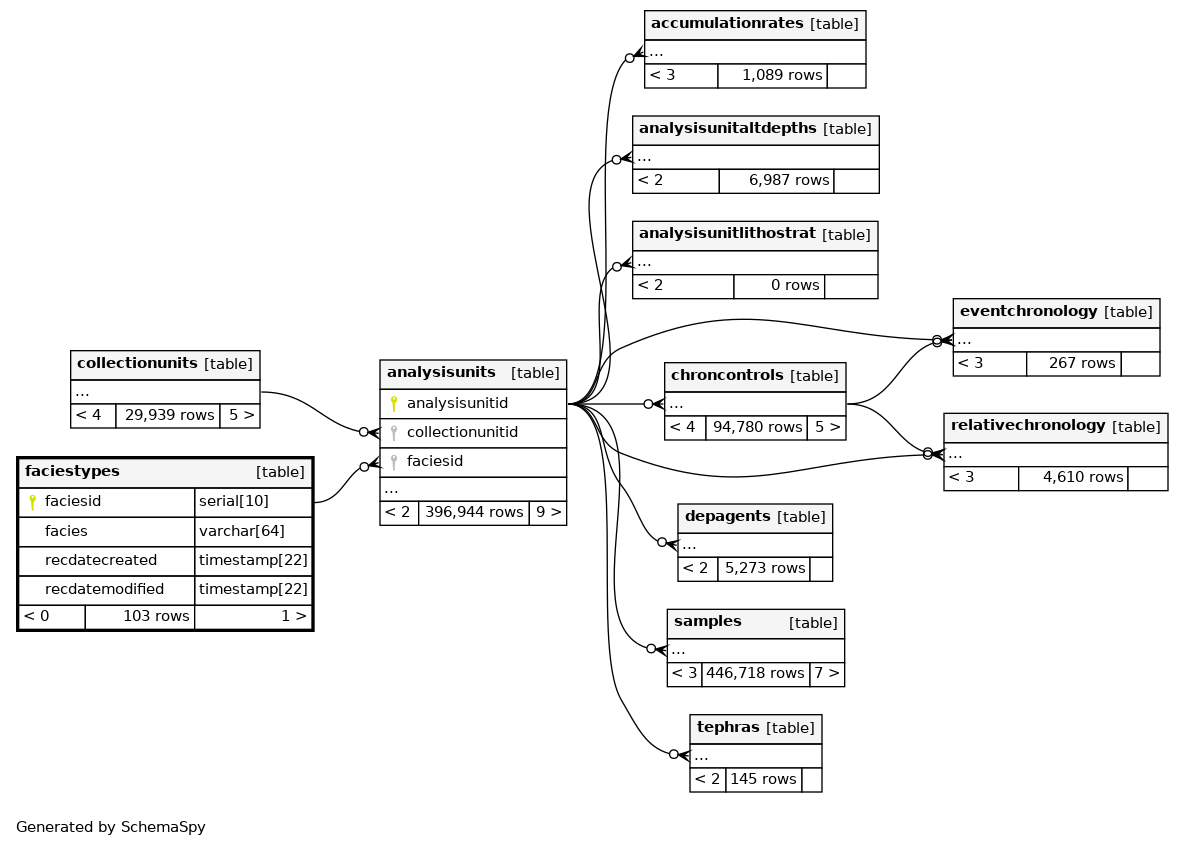 accumulationrates [table]
...
< 3 1,089 rows
analysisunitaltdepths [table]
...
< 2 6,987 rows
analysisunitlithostrat [table]
...
< 2 0 rows
eventchronology [table]
...
< 3 267 rows
collectionunits [table]
...
< 4 29,939 rows 5 >
analysisunits [table]
analysisunitid
collectionunitid
faciesid
...
< 2 396,944 rows 9 >
chroncontrols [table]
...
< 4 94,780 rows 5 >
relativechronology [table]
...
< 3 4,610 rows
faciestypes [table]
faciesid serial[10]
facies varchar[64]
recdatecreated timestamp[22]
recdatemodified timestamp[22]
< 0 103 rows 1 >
depagents [table]
...
< 2 5,273 rows
samples [table]
...
< 3 446,718 rows 7 >
tephras [table]
...
< 2 145 rows
Generated by SchemaSpy